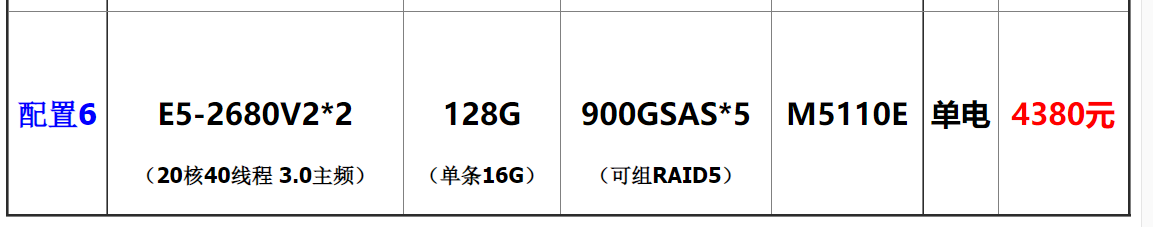 配置6
E5-2680V2*2
（20核40线程 3.0主频）
128G
（单条16G）
900GSAS*5
（可组RAID5）
M5110E
单电
4380元